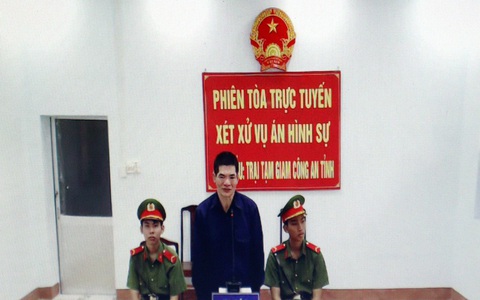 PHIÊN TÒA TRỰC TUYẾN
XÉT XỬ VỤ ÁN HÌNH SỰ
TRẠI TẠM GIAM CÔNG AN TỈNH